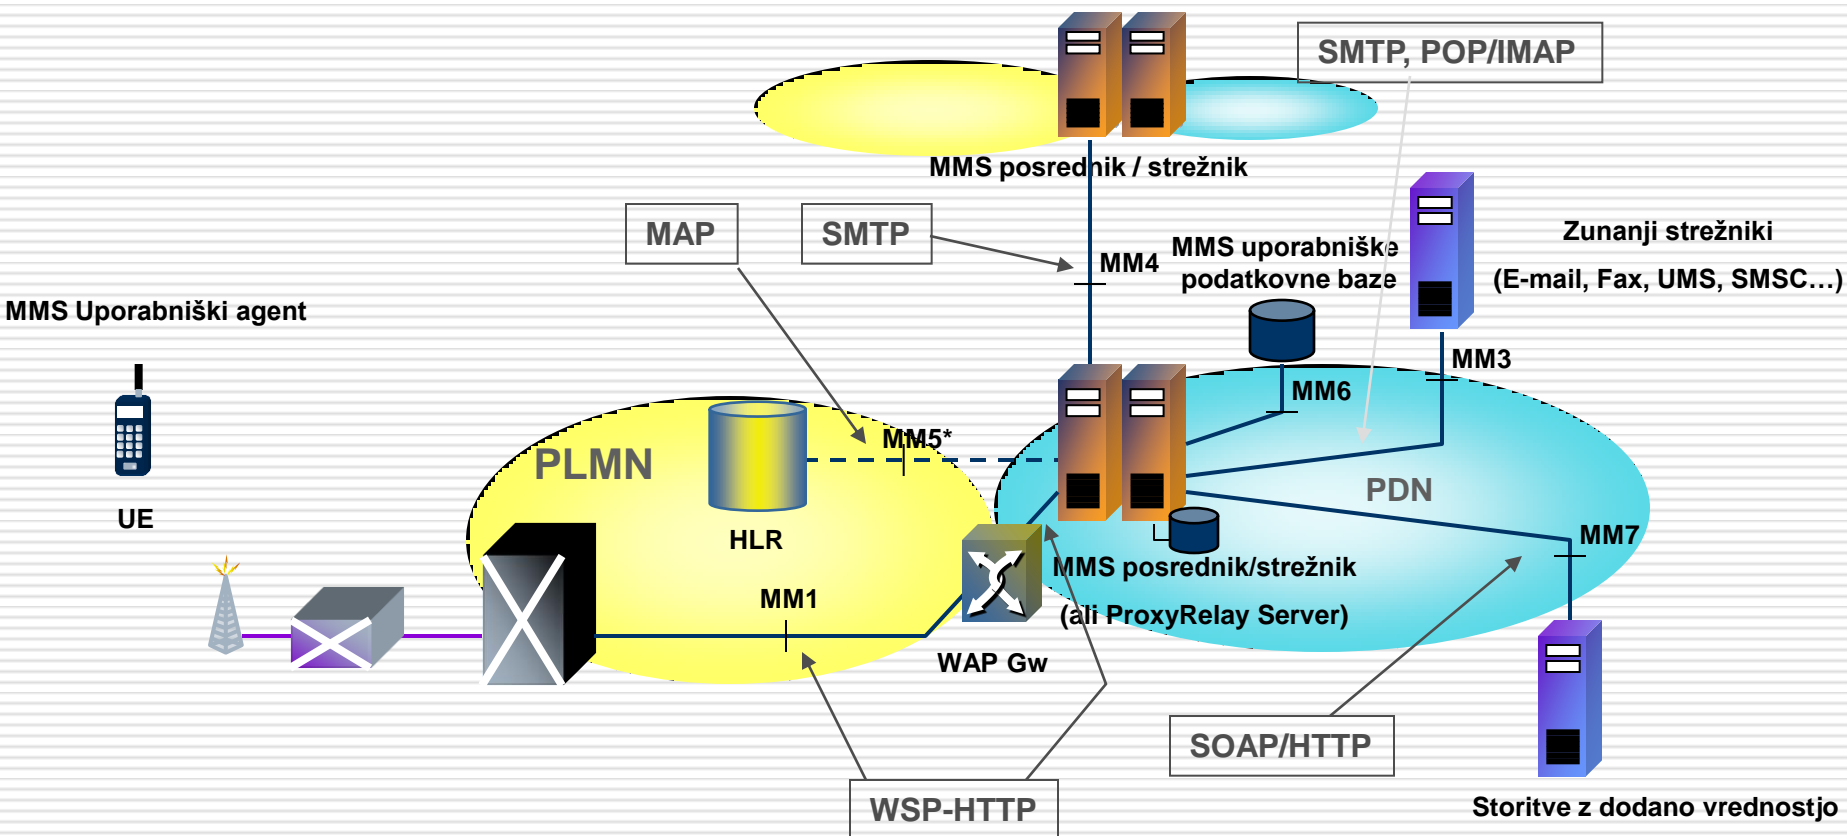 SMTP, POP/IMAP
MMS posrednik / strežnik
MAP
SMTP
MM4
MMS uporabniške
podatkovne baze
Zunanji strežniki
(E-mail, Fax, UMS, SMSC…)
MMS Uporabniški agent
MM3
MM6
MM5*
PLMN
PDN
UE
HLR
MM7
MMS posrednik/strežnik
(ali ProxyRelay Server)
MM1
WAP Gw
SOAP/HTTP
WSP-HTTP
Storitve z dodano vrednostjo